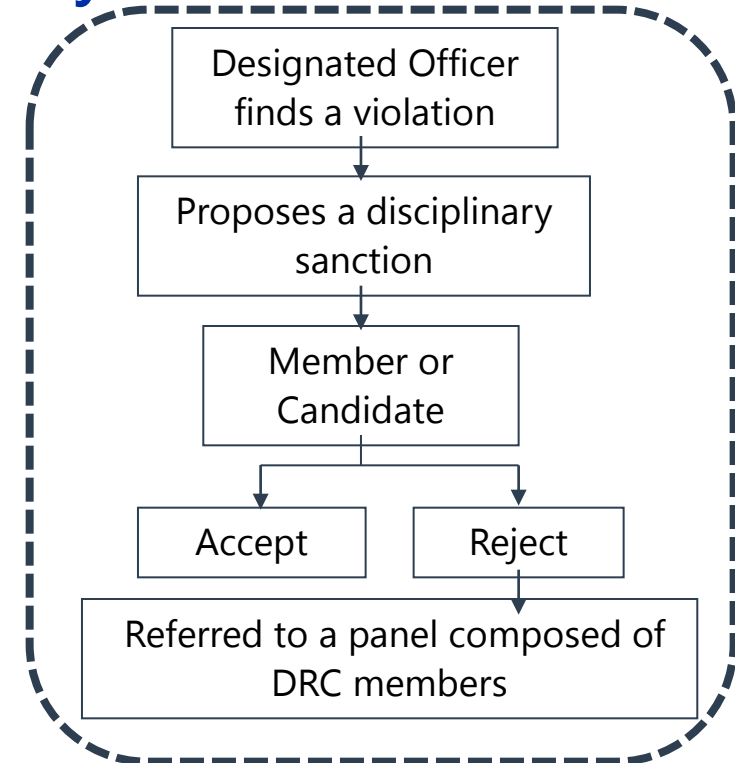 Designated Officer
finds a violation
Proposes a disciplinary
sanction
Member or
Candidate
Accept
Reject
Referred to a panel composed of
DRC members